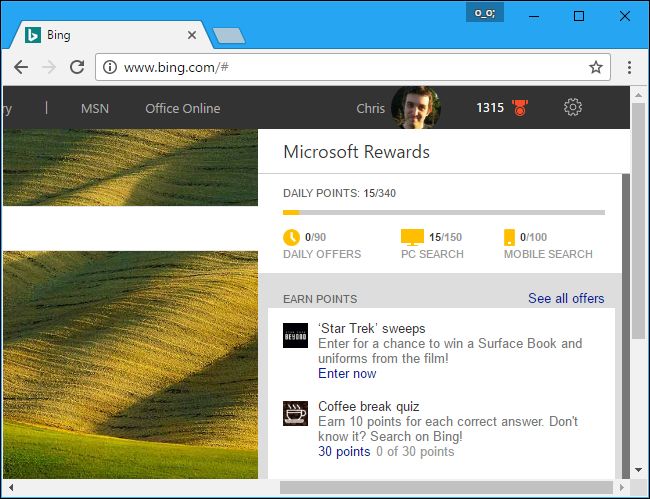 o_o;
Bing
www.bing.com/#
ry | MSN Office Online Chris 1315
Microsoft Rewards
DAILY POINTS: 15/340
0/90 15/150 0/100
DAILY OFFERS PC SEARCH MOBILE SEARCH
EARN POINTS See all offers
BEYOND
‘Star Trek’ sweeps
Enter for a chance to win a Surface Book and
uniforms from the film!
Enter now
Coffee break quiz
Earn 10 points for each correct answer. Don't
know it? Search on Bing!
30 points 0 of 30 points